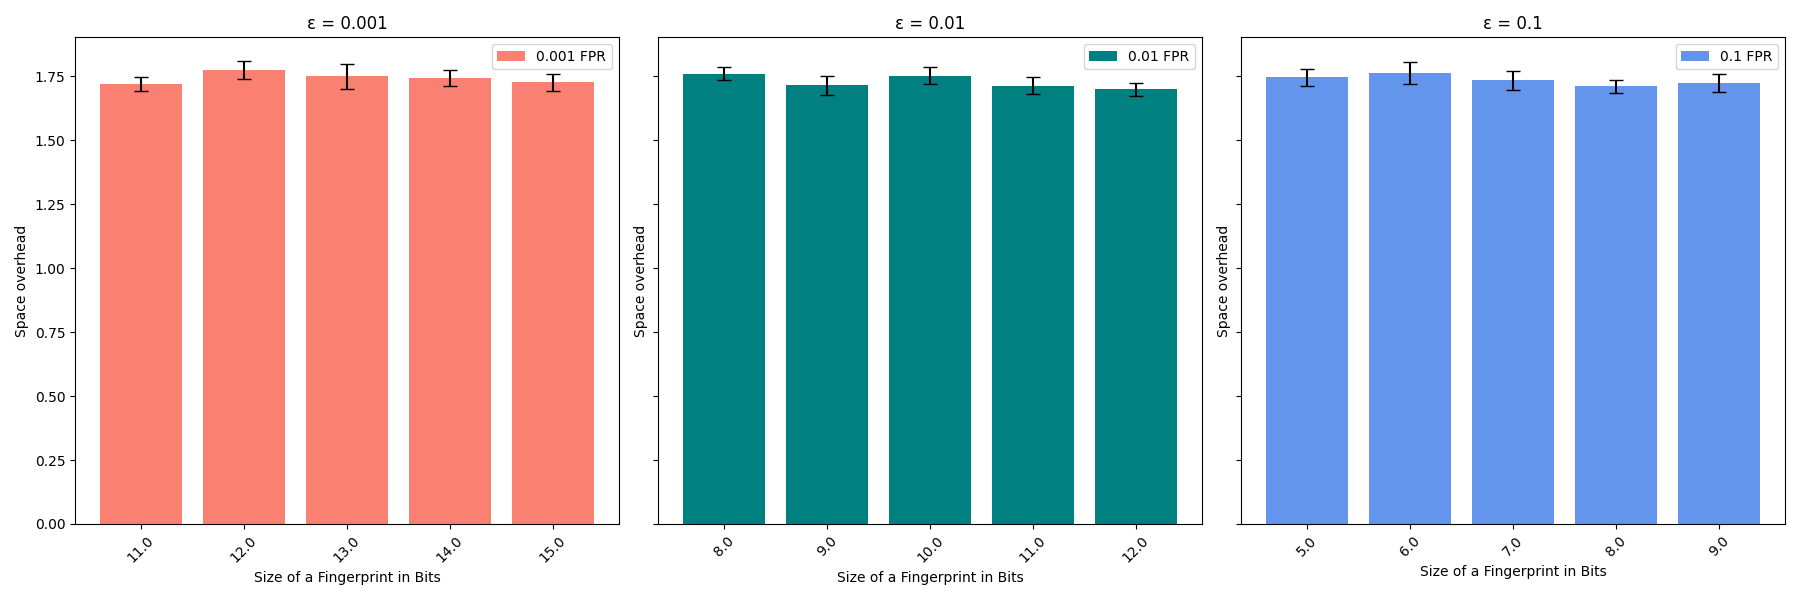 ε = 0.001
0.001 FPR
Space overhead
1.75
1.50
1.25
1.00
0.75
0.50
0.25
0.00
11.0
12.0
13.0
14.0
15.0
Size of a Fingerprint in Bits
ε = 0.01
0.01 FPR
Space overhead
8.0
9.0
10.0
11.0
12.0
Size of a Fingerprint in Bits
ε = 0.1
0.1 FPR
Space overhead
5.0
6.0
7.0
8.0
9.0
Size of a Fingerprint in Bits